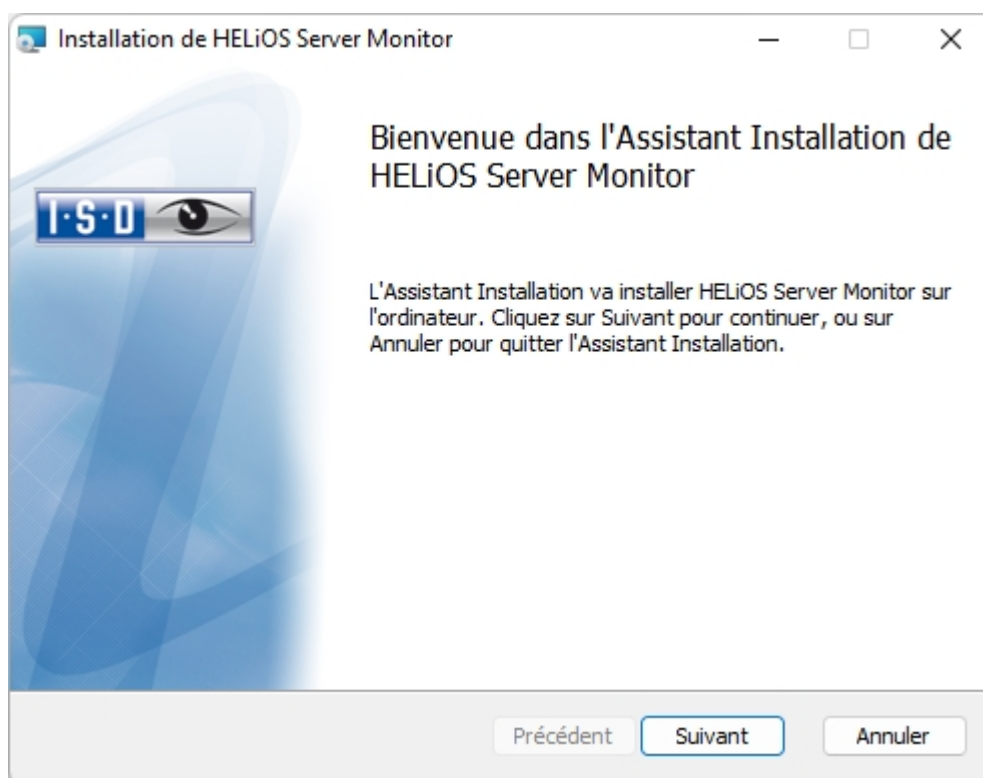 Installation de HELiOS Server Monitor
Bienvenue dans l'Assistant Installation de
HELiOS Server Monitor
I·S·D
L'Assistant Installation va installer HELiOS Server Monitor sur
l'ordinateur. Cliquez sur Suivant pour continuer, ou sur
Annuler pour quitter l'Assistant Installation.
Précédent
Suivant
Annuler